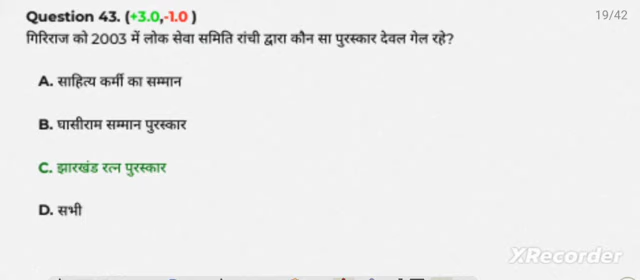 Question 43. (+3.0,-1.0 )
19/42
गिरिराज को 2003 में लोक सेवा समिति रांची द्वारा कौन सा पुरस्कार देवल गेल रहे?
A. साहित्य कर्मी का सम्मान
B. घासीराम सम्मान पुरस्कार
C. झारखंड रत्न पुरस्कार
D. सभी
XRecorder